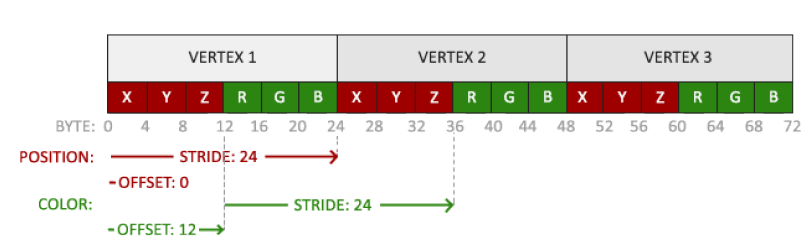 VERTEX 1 VERTEX 2 VERTEX 3
X Y Z R G B X Y Z R G B X Y Z R G B
BYTE: 0 4 8 12 16 20 24 28 32 36 40 44 48 52 56 60 64 68 72
POSITION: STRIDE: 24
- OFFSET: 0
COLOR: STRIDE: 24
- OFFSET: 12